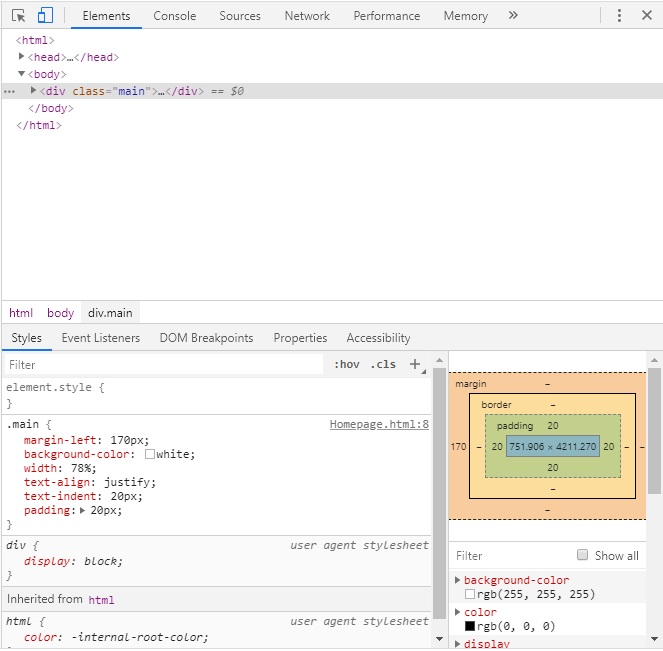 Elements Console Sources Network Performance Memory »
<html>
<head>…</head>
<body>
<div class="main">…</div> == $0
</body>
</html>
html body div.main
Styles Event Listeners DOM Breakpoints Properties Accessibility
Filter :hov .cls +
element.style {
}
.main { Homepage.html:8
margin-left: 170px;
background-color: white;
width: 78%;
text-align: justify;
text-indent: 20px;
padding: 20px;
}
div { user agent stylesheet
display: block;
}
Inherited from html
html { user agent stylesheet
color: -internal-root-color;
margin –
border –
padding 20
170 – 20 751.906 × 4211.270 20 – –
20
–
–
Filter Show all
background-color
rgb(255, 255, 255)
color
rgb(0, 0, 0)
display